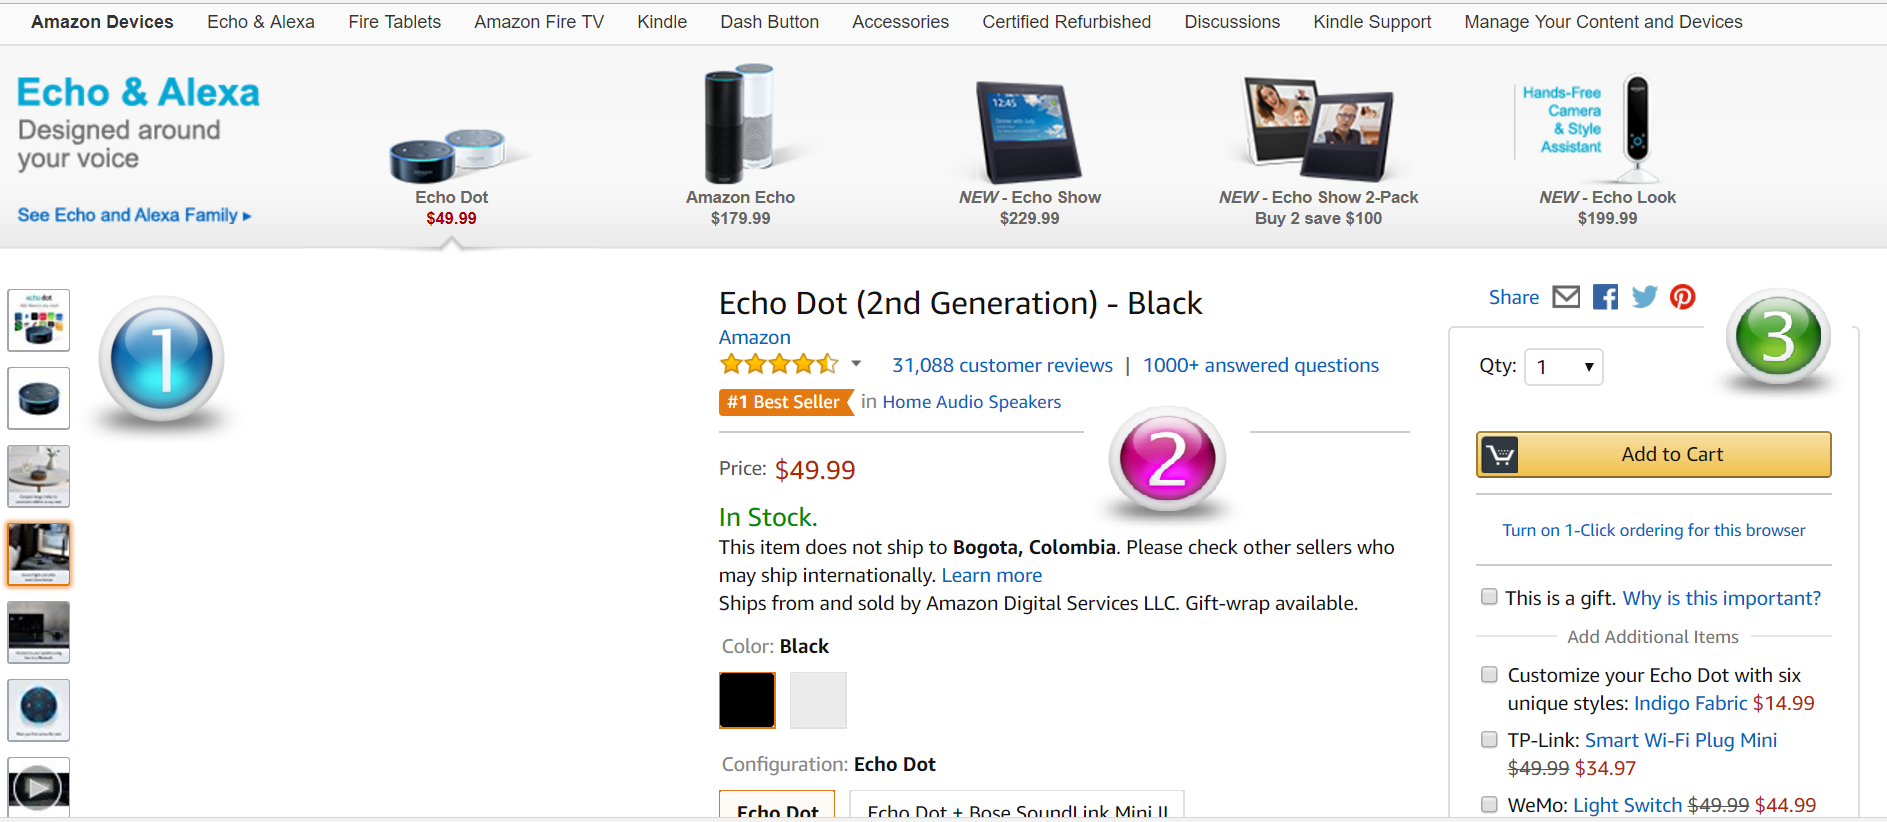 Amazon Devices Echo & Alexa Fire Tablets Amazon Fire TV Kindle Dash Button Accessories Certified Refurbished Discussions Kindle Support Manage Your Content and Devices
Echo & Alexa
Designed around
your voice
See Echo and Alexa Family ▸
Echo Dot
$49.99
Amazon Echo
$179.99
12:45
NEW - Echo Show
$229.99
NEW - Echo Show 2-Pack
Buy 2 save $100
Hands-Free
Camera
& Style
Assistant
NEW - Echo Look
$199.99
echo dot
1
Echo Dot (2nd Generation) - Black
Amazon
31,088 customer reviews | 1000+ answered questions
#1 Best Seller in Home Audio Speakers
2
Price: $49.99
In Stock.
This item does not ship to Bogota, Colombia. Please check other sellers who
may ship internationally. Learn more
Ships from and sold by Amazon Digital Services LLC. Gift-wrap available.
Color: Black
Configuration: Echo Dot
Echo Dot Echo Dot + Bose SoundLink Mini II
Share
3
Qty: 1
Add to Cart
Turn on 1-Click ordering for this browser
This is a gift. Why is this important?
Add Additional Items
Customize your Echo Dot with six
unique styles: Indigo Fabric $14.99
TP-Link: Smart Wi-Fi Plug Mini
$49.99 $34.97
WeMo: Light Switch $49.99 $44.99